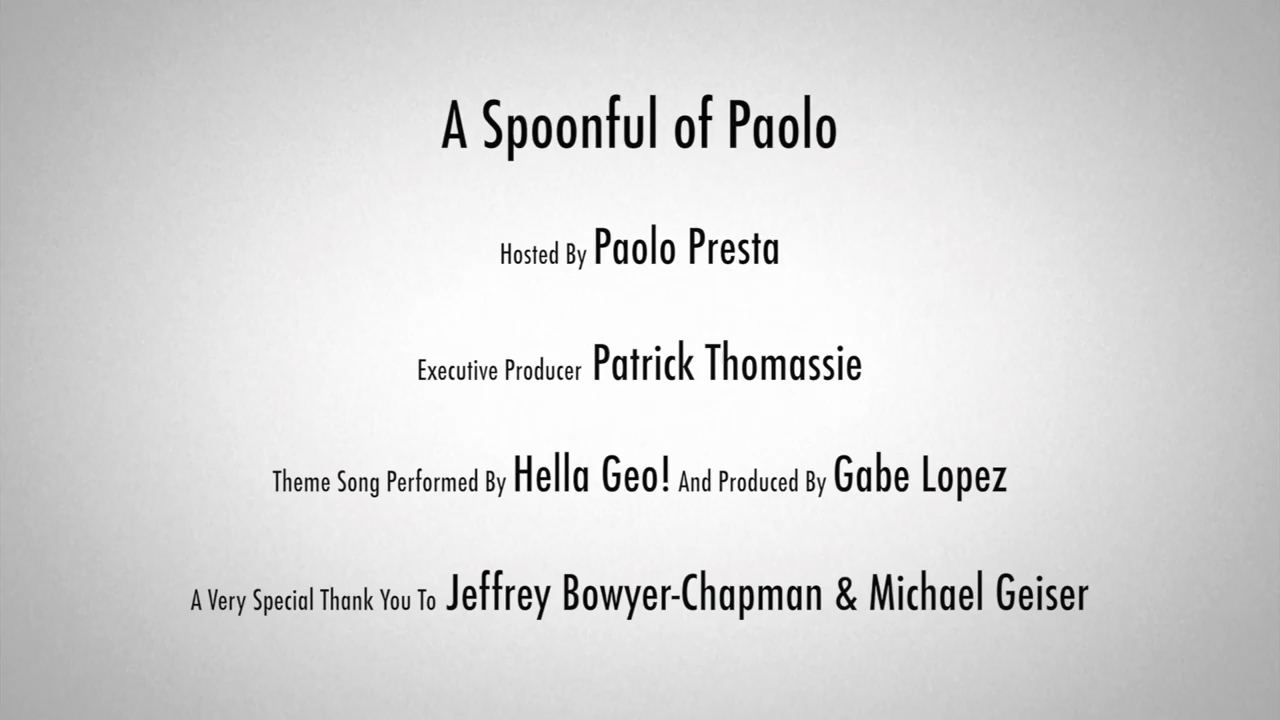 A Spoonful of Paolo
Hosted By Paolo Presta
Executive Producer Patrick Thomassie
Theme Song Performed By Hella Geo! And Produced By Gabe Lopez
A Very Special Thank You To Jeffrey Bowyer-Chapman & Michael Geiser